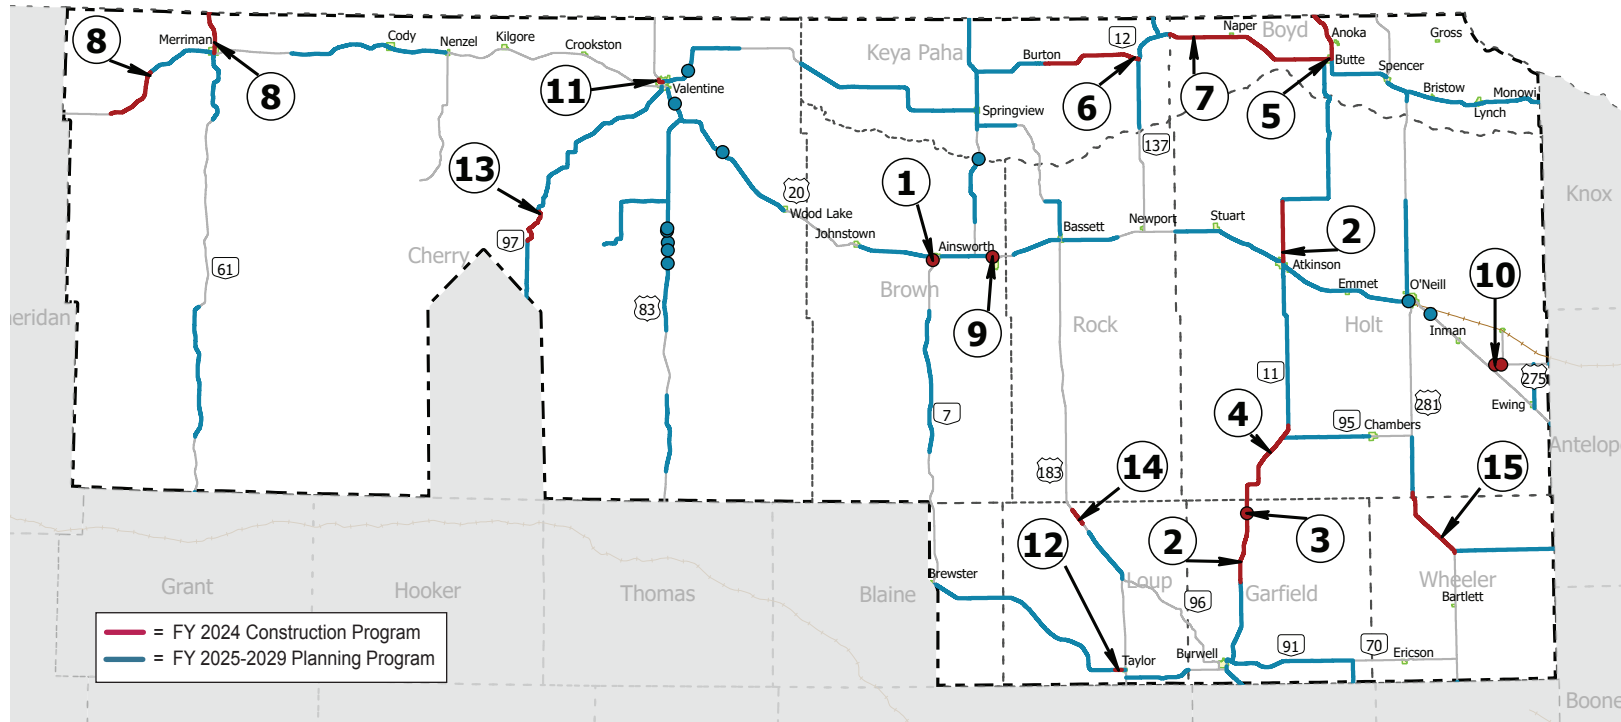 8
Merriman
Cody
Nenzel
Kilgore
Crookston
Keya Paha
Burton
12
Naper
Boyd
Anoka
Gross
Butte
Spencer
Bristow
Monowi
Lynch
8
11
Valentine
Springview
6
7
5
137
13
1
Knox
20
Wood Lake
Johnstown
Ainsworth
Bassett
Newport
Stuart
2
97
Cherry
61
Atkinson
Emmet
O'Neill
10
Brown
83
eridan
9
Rock
Holt
Inman
11
275
7
4
95
Chambers
281
Ewing
Antelop
183
14
15
12
2
3
Brewster
Loup
96
Garfield
Wheeler
Bartlett
Grant
Hooker
Thomas
Blaine
= FY 2024 Construction Program
= FY 2025-2029 Planning Program
Taylor
Burwell
91
70
Ericson
Boone